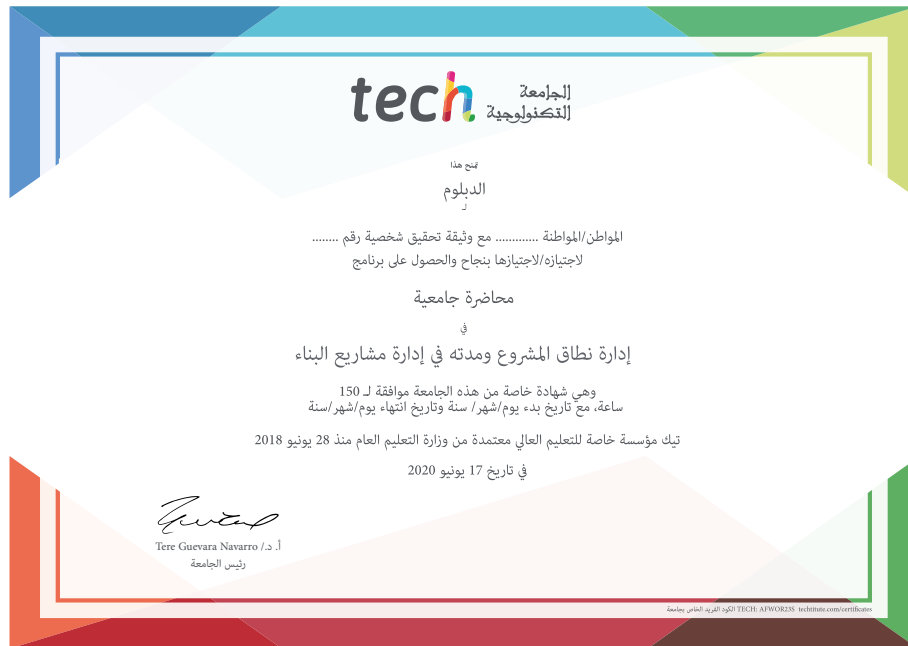 tech الجامعة
التكنولوجية
تمنح هذا
الدبلوم
لـ
المواطن/المواطنة ............. مع وثيقة تحقيق شخصية رقم ........
لاجتيازه/لاجتيازها بنجاح والحصول على برنامج
محاضرة جامعية
في
إدارة نطاق المشروع ومدته في إدارة مشاريع البناء
وهي شهادة خاصة من هذه الجامعة موافقة لـ 150
ساعة، مع تاريخ بدء يوم/شهر/ سنة وتاريخ انتهاء يوم/شهر/سنة
تيك مؤسسة خاصة للتعليم العالي معتمدة من وزارة التعليم العام منذ 28 يونيو 2018
في تاريخ 17 يونيو 2020
أ. د./ Tere Guevara Navarro
رئيس الجامعة
الكود الفريد الخاص بجامعة TECH: AFWOR23S techtitute.com/certificates